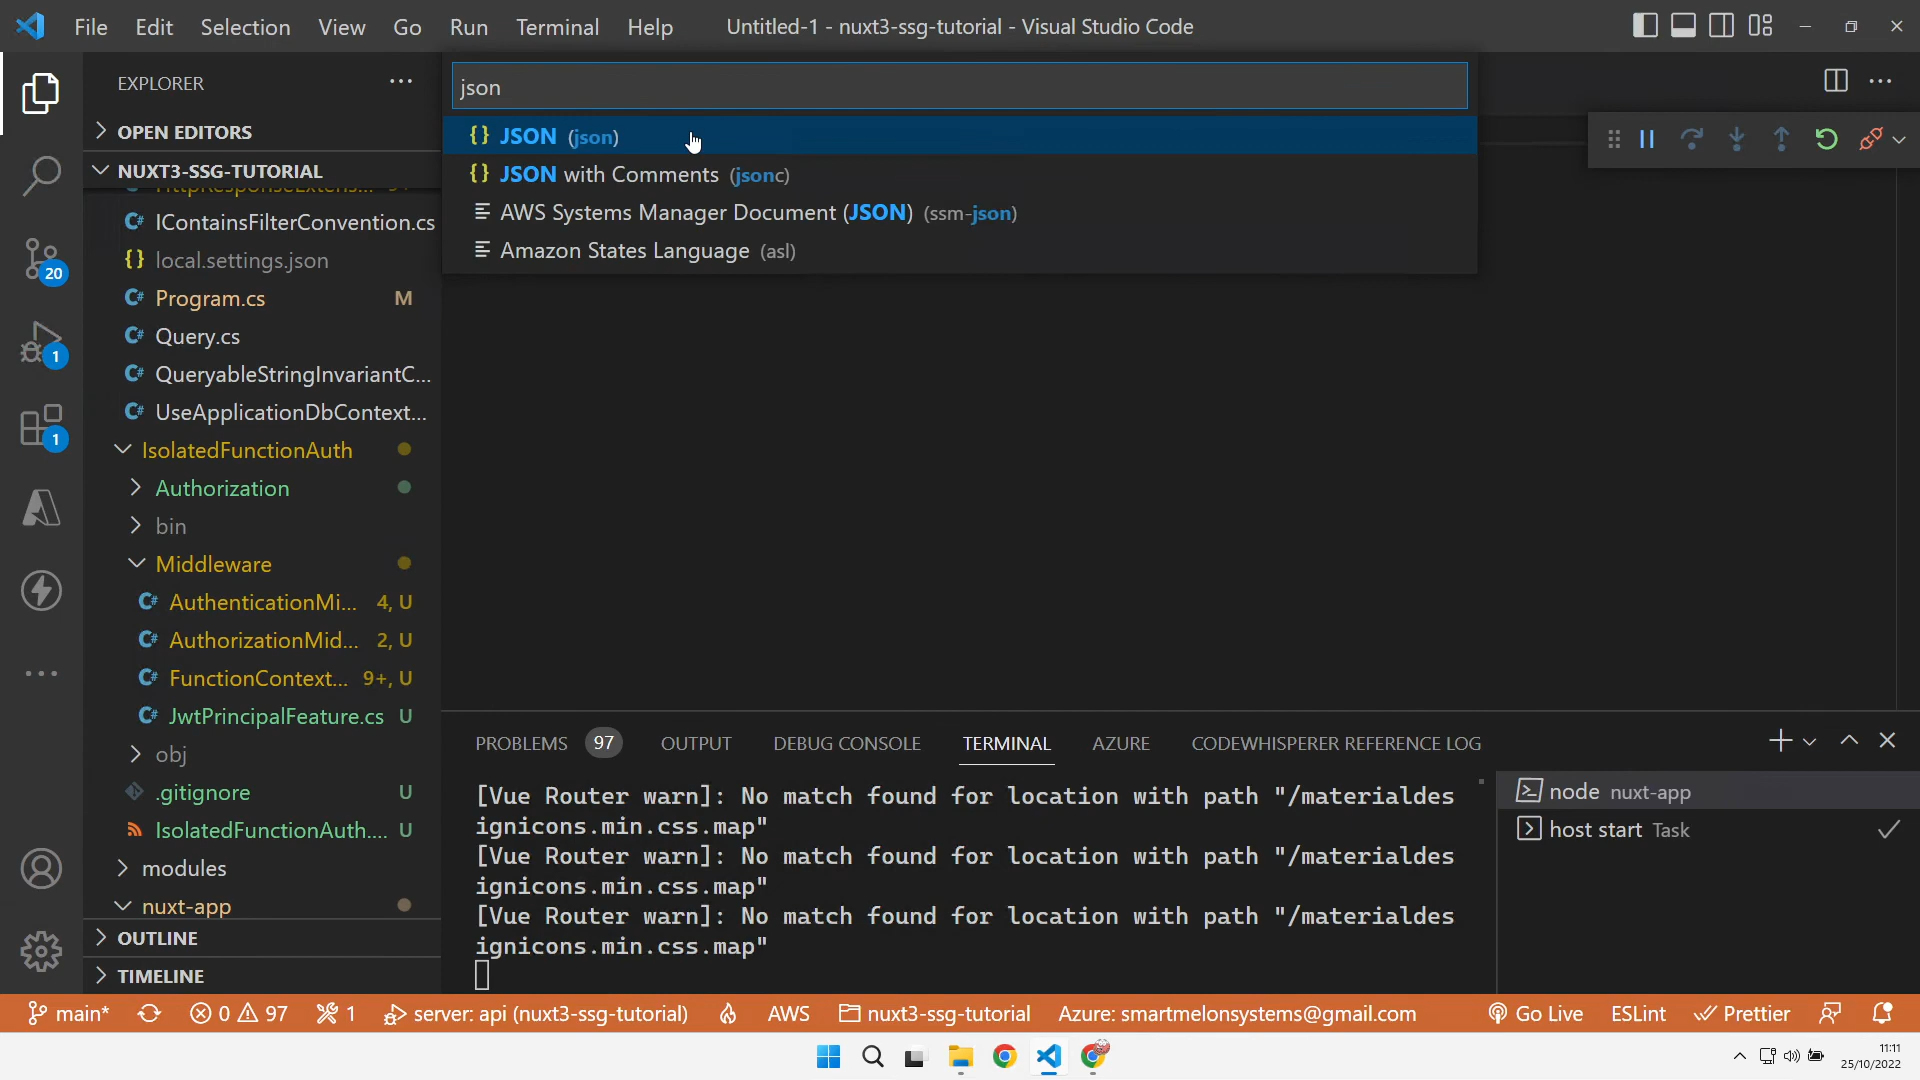 File Edit Selection View Go Run Terminal Help
Untitled-1 - nuxt3-ssg-tutorial - Visual Studio Code
EXPLORER
OPEN EDITORS
NUXT3-SSG-TUTORIAL
IContainsFilterConvention.cs
local.settings.json
Program.cs M
Query.cs
QueryableStringInvariantC...
UseApplicationDbContext...
IsolatedFunctionAuth
Authorization
bin
Middleware
AuthenticationMi... 4, U
AuthorizationMid... 2, U
FunctionContext... 9+, U
JwtPrincipalFeature.cs U
obj
.gitignore U
IsolatedFunctionAuth.... U
modules
nuxt-app
OUTLINE
TIMELINE
20
1
1
json
JSON (json)
JSON with Comments (jsonc)
AWS Systems Manager Document (JSON) (ssm-json)
Amazon States Language (asl)
PROBLEMS 97 OUTPUT DEBUG CONSOLE TERMINAL AZURE CODEWHISPERER REFERENCE LOG
[Vue Router warn]: No match found for location with path "/materialdes
ignicons.min.css.map"
[Vue Router warn]: No match found for location with path "/materialdes
ignicons.min.css.map"
[Vue Router warn]: No match found for location with path "/materialdes
ignicons.min.css.map"
node nuxt-app
host start Task
main* 0 97 1 server: api (nuxt3-ssg-tutorial) AWS nuxt3-ssg-tutorial Azure: smartmelonsystems@gmail.com Go Live ESLint Prettier
11:11
25/10/2022